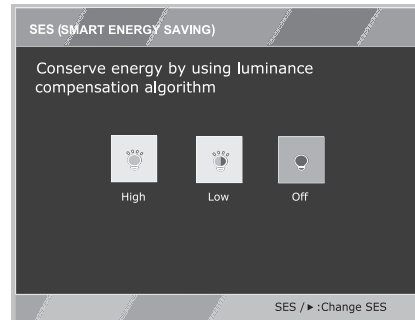 SES (SMART ENERGY SAVING)
Conserve energy by using luminance
compensation algorithm
High Low Off
SES / ▶ :Change SES